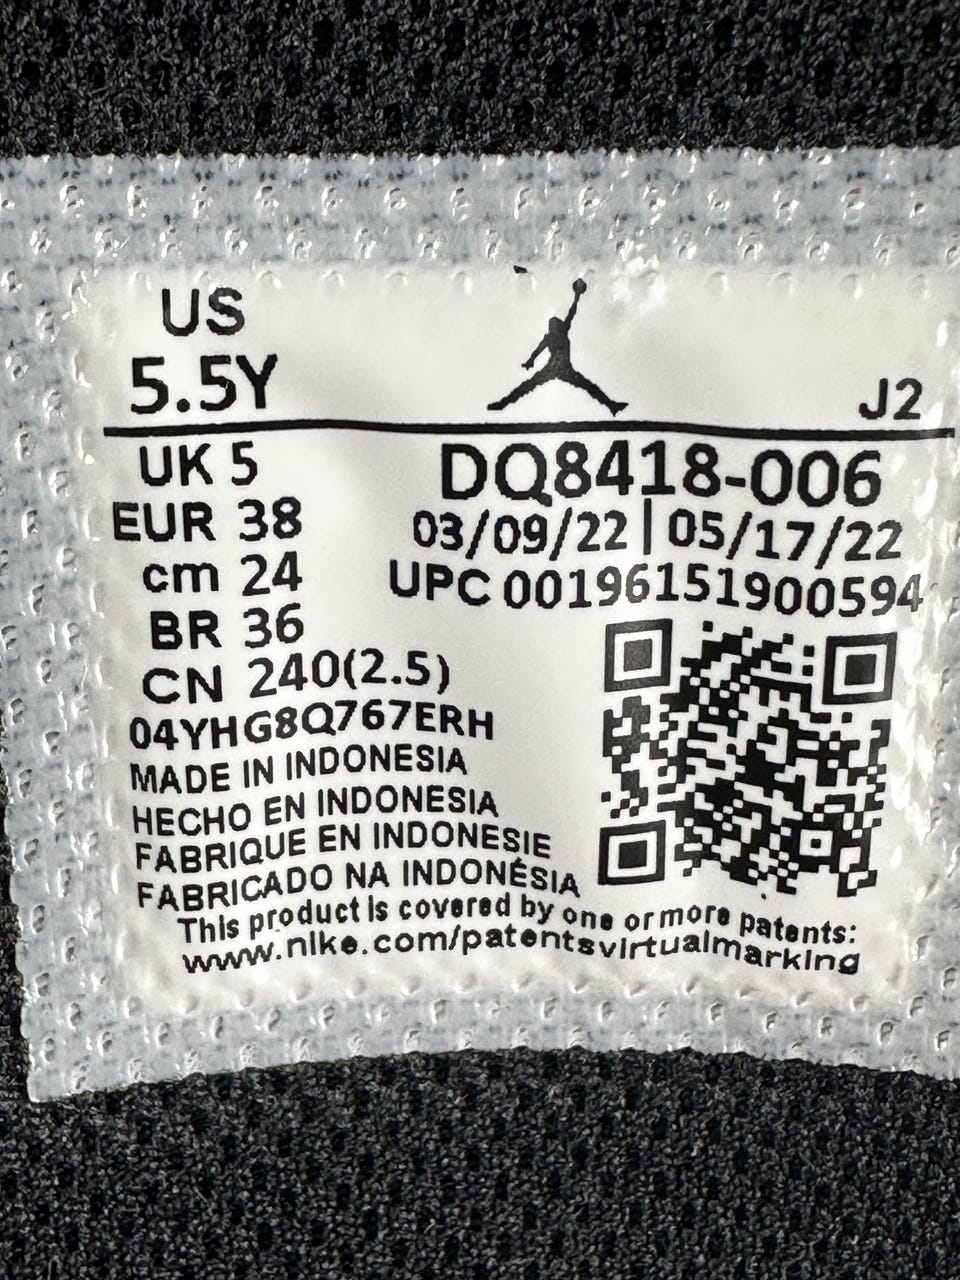 US
5.5Y
J2
UK 5
DQ8418-006
EUR 38
03/09/22 | 05/17/22
cm 24
UPC 00196151900594
BR 36
CN 240(2.5)
04YHG8Q767ERH
MADE IN INDONESIA
HECHO EN INDONESIA
FABRIQUE EN INDONESIE
FABRICADO NA INDONÉSIA
This product is covered by one or more patents:
www.nike.com/patentsvirtualmarking